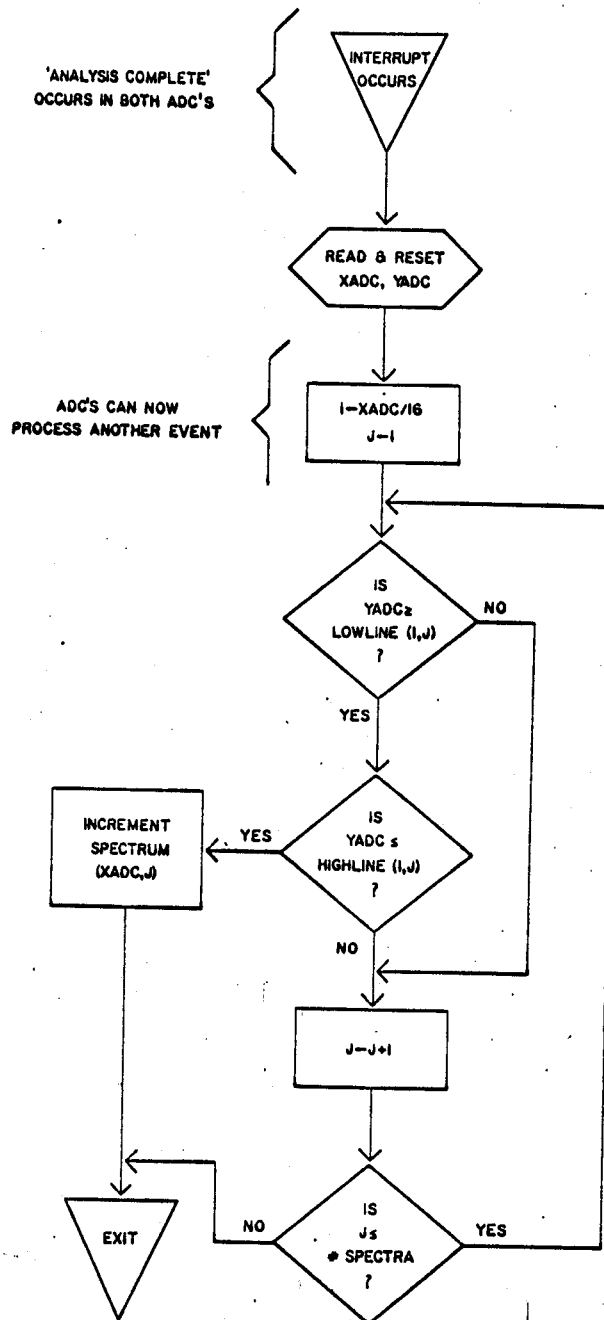 'ANALYSIS COMPLETE'
OCCURS IN BOTH ADC'S
INTERRUPT
OCCURS
READ & RESET
XADC, YADC
ADC'S CAN NOW
PROCESS ANOTHER EVENT
I—XADC/16
J—I
IS
YADC≥
LOWLINE (I,J)
?
NO
YES
IS
YADC ≤
HIGHLINE (I,J)
?
YES
INCREMENT
SPECTRUM
(XADC,J)
NO
J—J+1
IS
J≤
# SPECTRA
?
NO
YES
EXIT